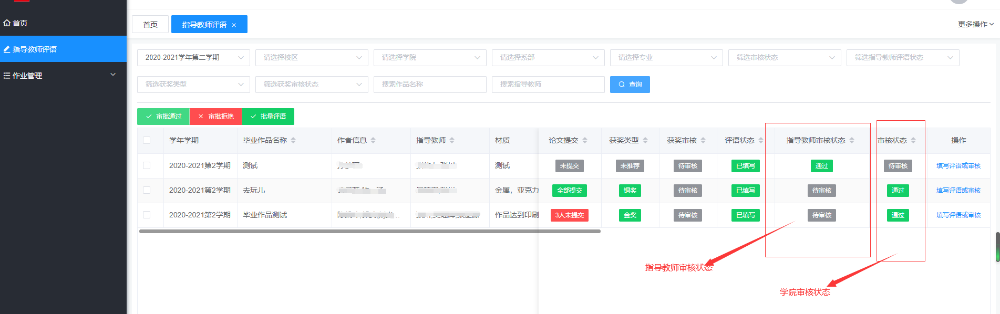 首页
指导教师评语
作业管理
首页
指导教师评语 ×
更多操作
2020-2021学年第二学期
请选择校区
请选择学院
请选择系部
请选择专业
筛选审核状态
筛选指导教师评语状态
筛选获奖类型
筛选获奖审核状态
搜索作品名称
搜索指导教师
查询
审批通过
审批拒绝
批量评语
学年学期 毕业作品名称 作者信息 指导教师 材质 论文提交 获奖类型 获奖审核 评语状态 指导教师审核状态 审核状态 操作
2020-2021第2学期 测试 测试 未提交 未推荐 待审核 已填写 通过 待审核 填写评语或审核
2020-2021第2学期 去玩儿 金属，亚克力 全部提交 铜奖 待审核 已填写 待审核 通过 填写评语或审核
2020-2021第2学期 毕业作品测试 作品达到印刷 3人未提交 金奖 待审核 已填写 待审核 通过 填写评语或审核
指导教师审核状态
学院审核状态